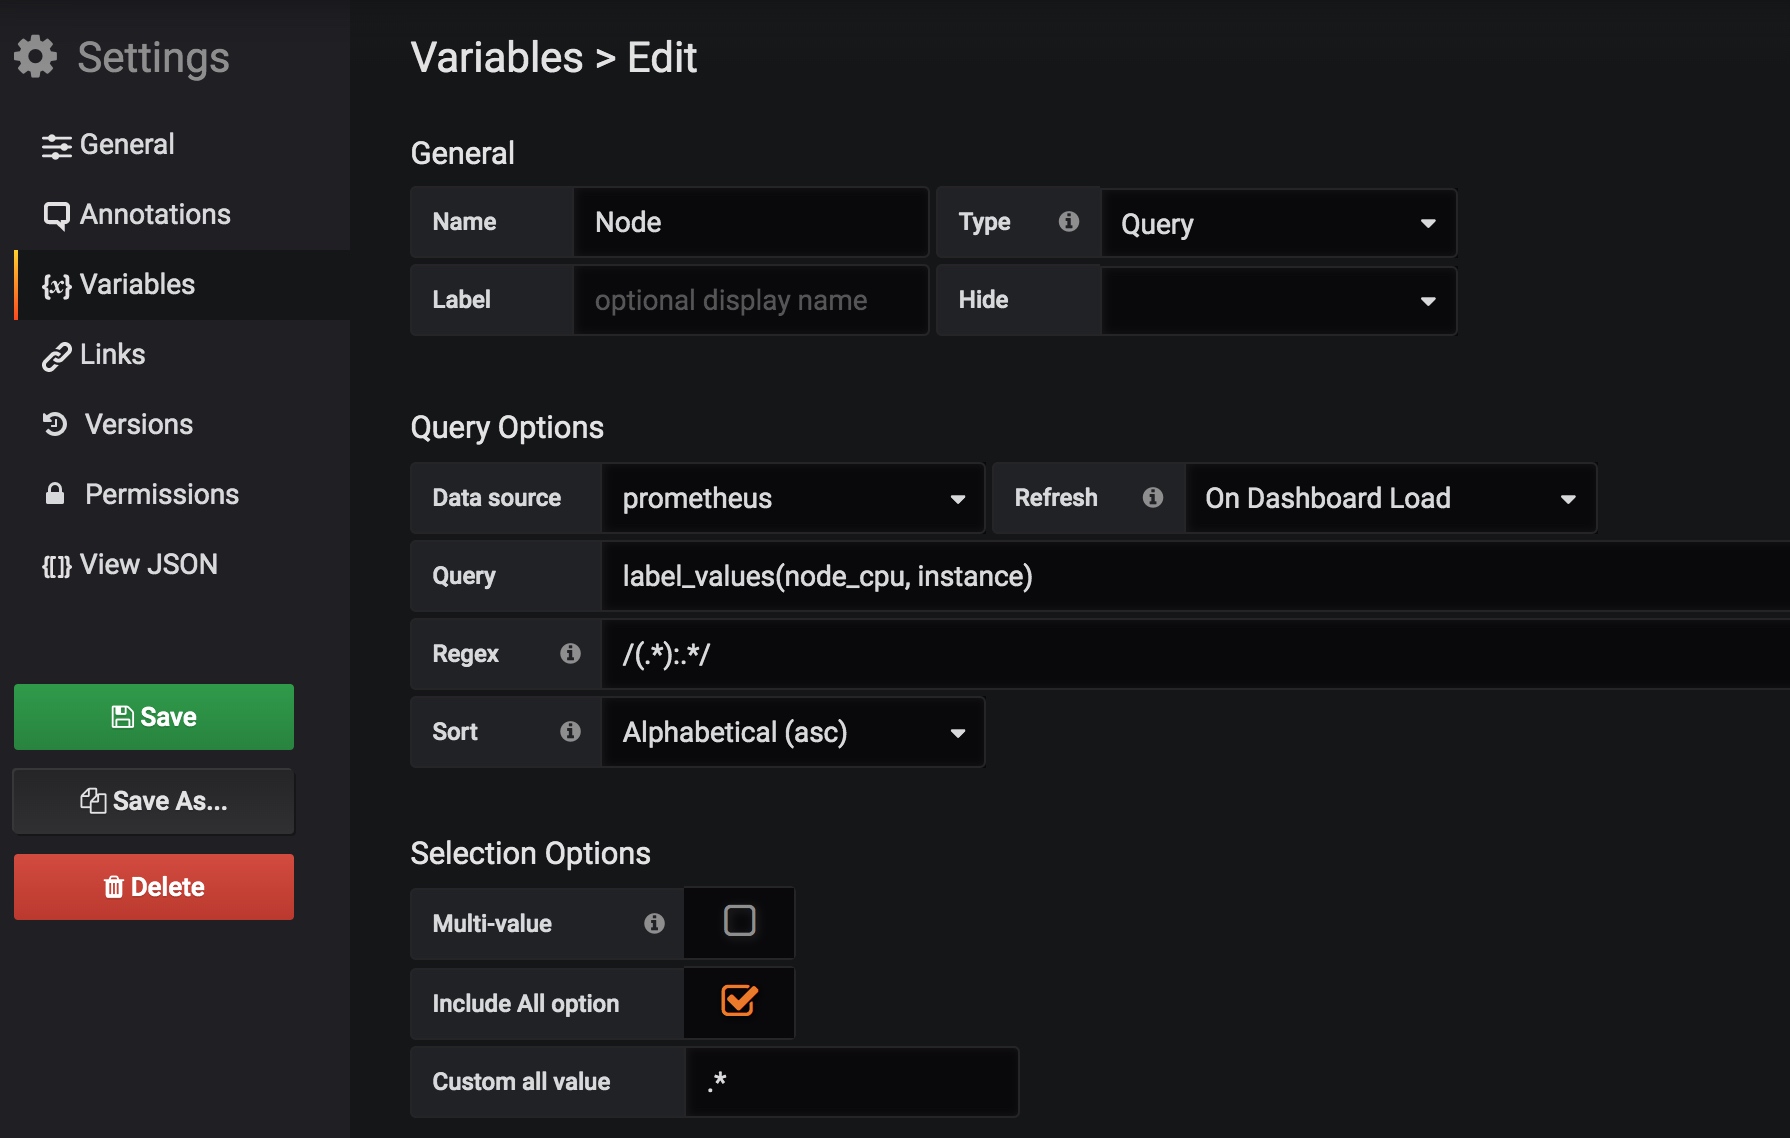 Settings
General
Annotations
{x} Variables
Links
Versions
Permissions
{[]} View JSON
Save
Save As...
Delete
Variables > Edit
General
Name Node Type Query
Label optional display name Hide
Query Options
Data source prometheus Refresh On Dashboard Load
Query label_values(node_cpu, instance)
Regex /(.*):.*/
Sort Alphabetical (asc)
Selection Options
Multi-value
Include All option
Custom all value .*